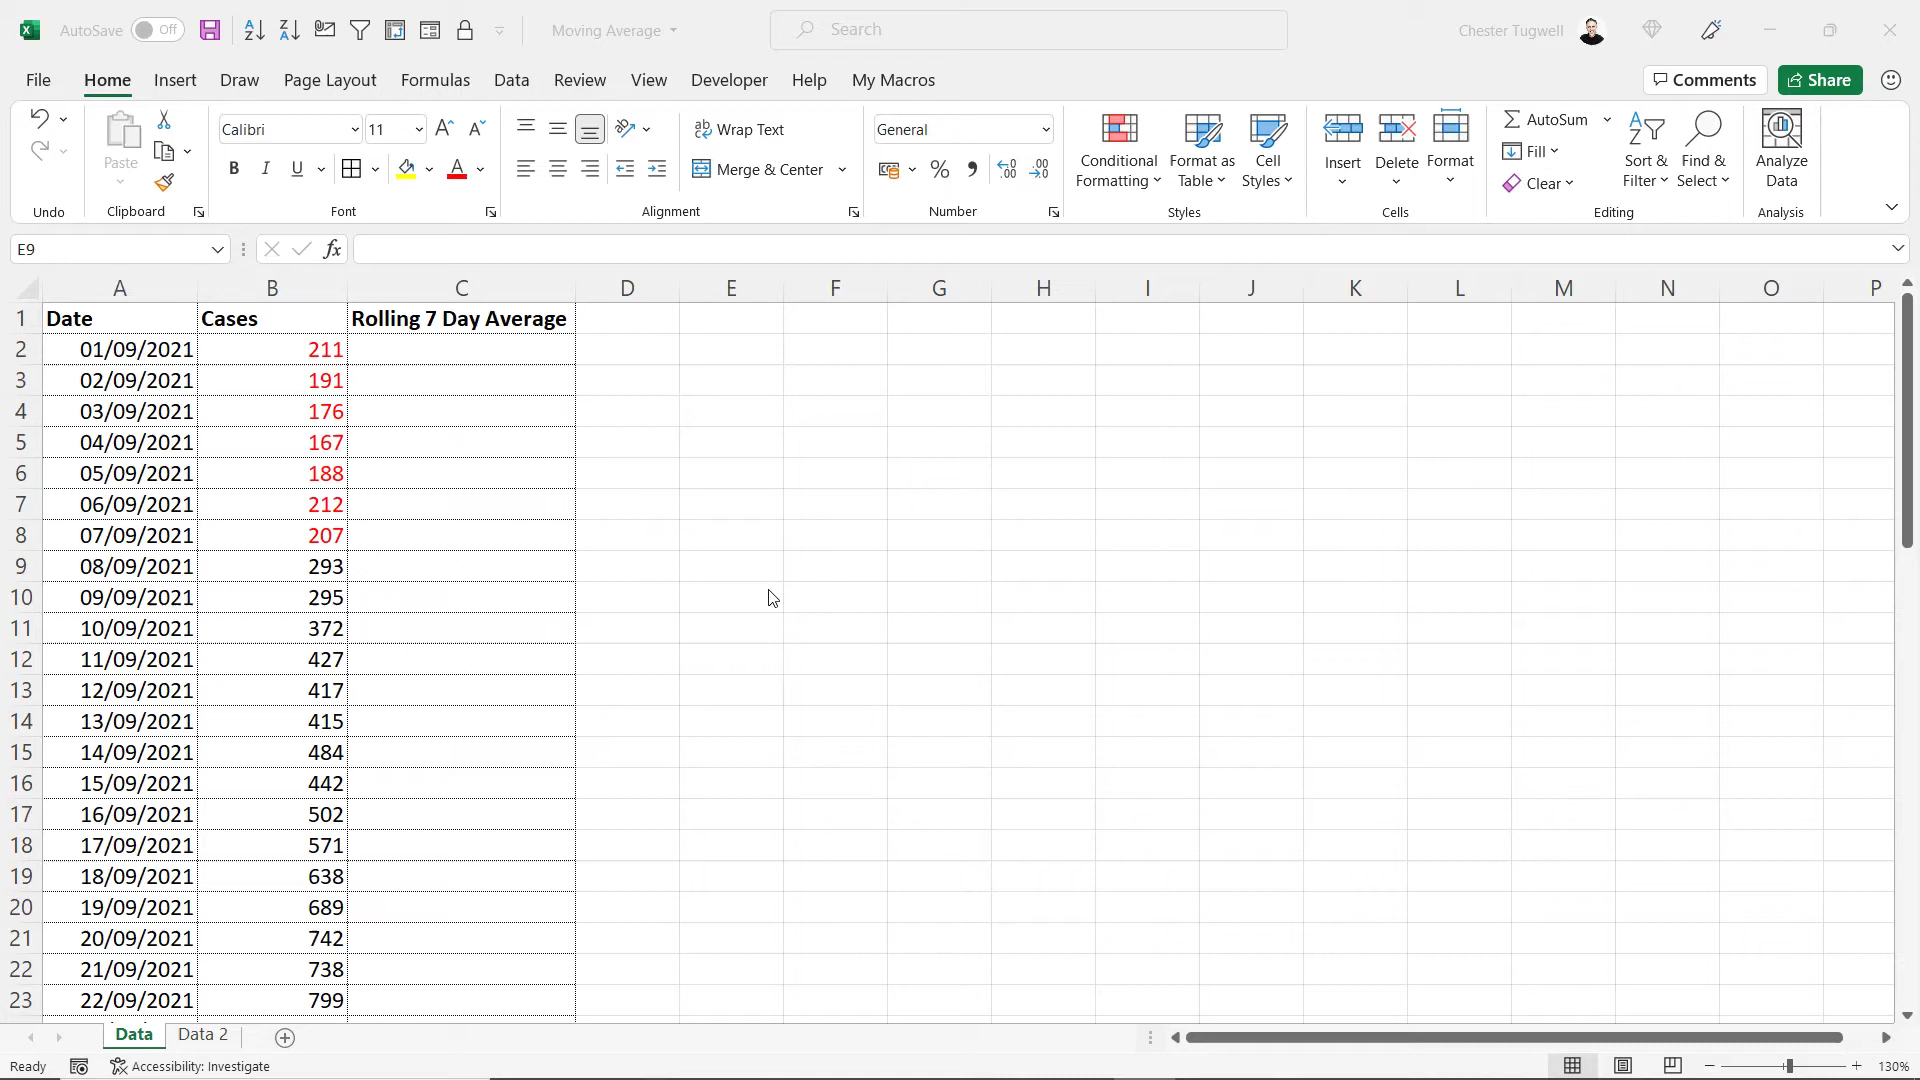 AutoSave Off Moving Average Search Chester Tugwell
File Home Insert Draw Page Layout Formulas Data Review View Developer Help My Macros Comments Share
Paste
Calibri 11
B I U
ab Wrap Text
Merge & Center
General
% ,
Conditional Formatting
Format as Table
Cell Styles
Insert Delete Format
AutoSum
Fill
Clear
Sort & Filter
Find & Select
Analyze Data
Undo Clipboard Font Alignment Number Styles Cells Editing Analysis
E9 fx
A B C D E F G H I J K L M N O P
1 Date Cases Rolling 7 Day Average
2 01/09/2021 211
3 02/09/2021 191
4 03/09/2021 176
5 04/09/2021 167
6 05/09/2021 188
7 06/09/2021 212
8 07/09/2021 207
9 08/09/2021 293
10 09/09/2021 295
11 10/09/2021 372
12 11/09/2021 427
13 12/09/2021 417
14 13/09/2021 415
15 14/09/2021 484
16 15/09/2021 442
17 16/09/2021 502
18 17/09/2021 571
19 18/09/2021 638
20 19/09/2021 689
21 20/09/2021 742
22 21/09/2021 738
23 22/09/2021 799
Data Data 2
Ready Accessibility: Investigate 130%